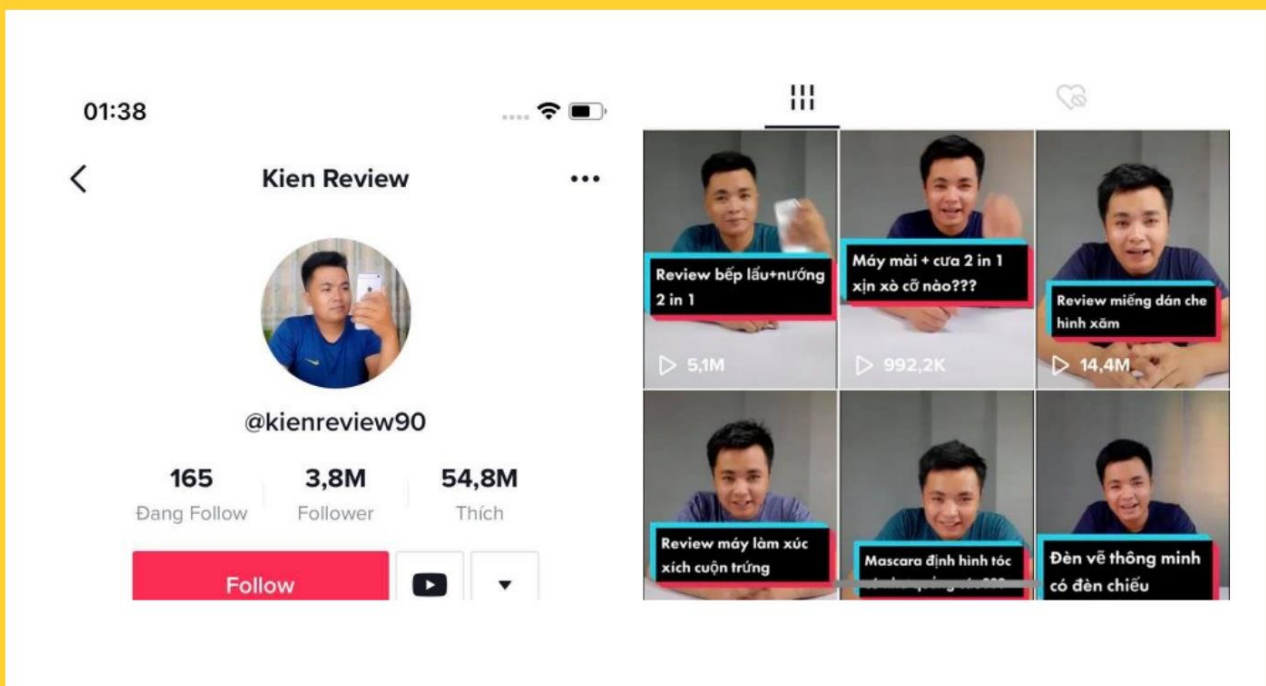 01:38
Kien Review
@kienreview90
165
3,8M
54,8M
Đang Follow
Follower
Thích
Follow
Review bếp lẩu+nướng
2 in 1
5,1M
Máy mài + cưa 2 in 1
xịn xò cỡ nào???
992,2K
Review miếng dán che
hình xăm
14,4M
Review máy làm xúc
xích cuộn trứng
Mascara định hình tóc
Đèn vẽ thông minh
có đèn chiếu